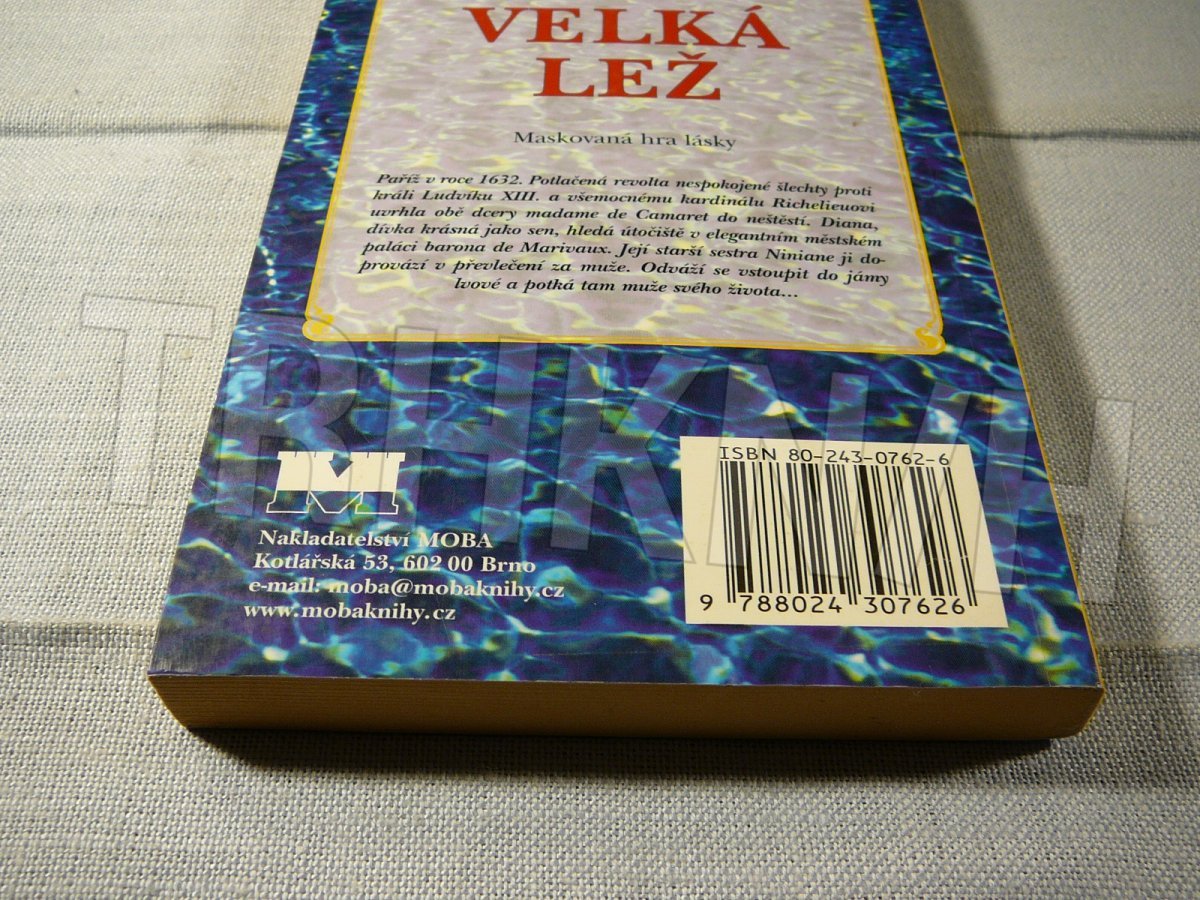 VELKÁ
LEŽ
Maskovaná hra lásky
Paříž v roce 1632. Potlačená revolta nespokojené šlechty proti
králi Ludvíku XIII. a všemocnému kardinálu Richelieuovi
uvrhla obě dcery madame de Camaret do neštěstí. Diana,
dívka krásná jako sen, hledá útočiště v elegantním městském
paláci barona de Marivaux. Její starší sestra Niniane ji do-
provází v převlečení za muže. Odváží se vstoupit do jámy
lvové a potká tam muže svého života...
TRHKNIH
M
ISBN 80-243-0762-6
9 788024 307626
Nakladatelství MOBA
Kotlářská 53, 602 00 Brno
e-mail: moba@mobaknihy.cz
www.mobaknihy.cz